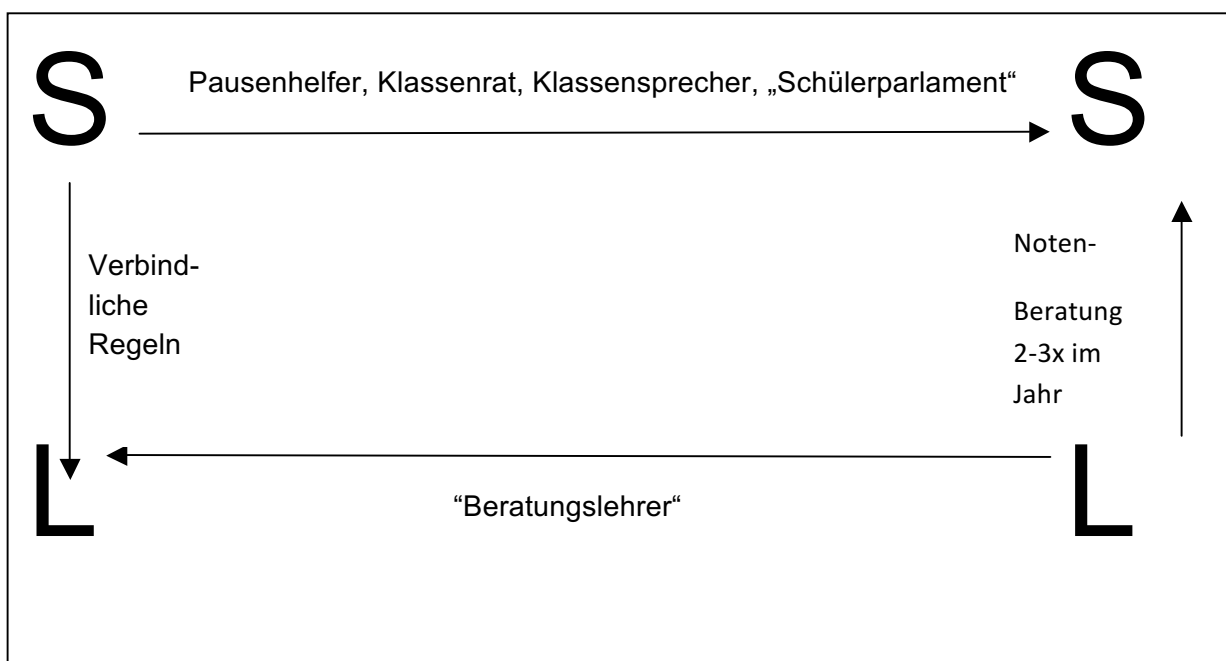 S
Pausenhelfer, Klassenrat, Klassensprecher, „Schülerparlament“
S
Verbind-
liche
Regeln
Noten-
Beratung
2-3x im
Jahr
L
“Beratungslehrer“
L